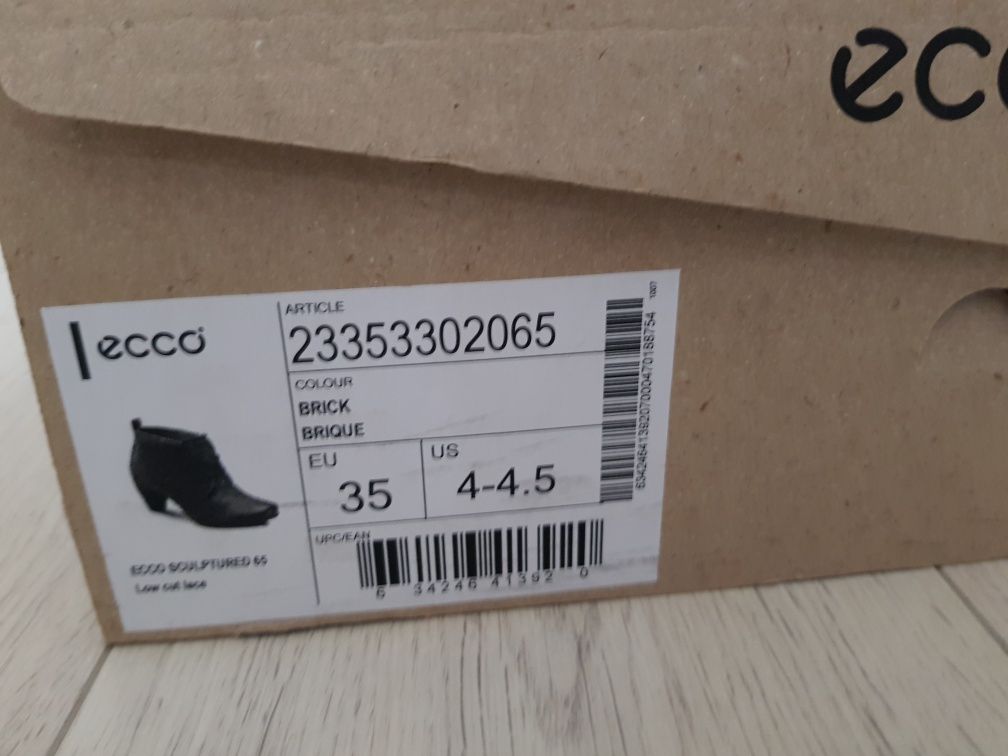 ecco
ecco
ARTICLE
23353302065
COLOUR
BRICK
BRIQUE
EU
35
US
4-4.5
UPC/EAN
6 34246 41392 0
ECCO SCULPTURED 65
Low cut lace
1007